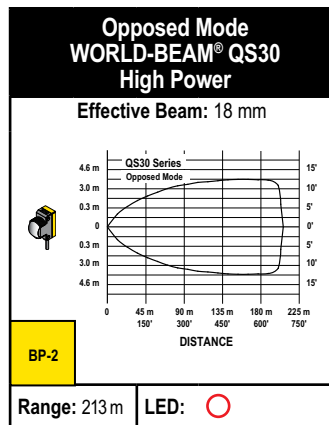 Opposed Mode
WORLD-BEAM® QS30
High Power
Effective Beam: 18 mm
QS30 Series
Opposed Mode
4.6 m 15'
3.0 m 10'
0.3 m 5'
0 0'
0.3 m 5'
3.0 m 10'
4.6 m 15'
0 45 m 90 m 135 m 180 m 225 m
150' 300' 450' 600' 750'
DISTANCE
BP-2
Range: 213 m LED: